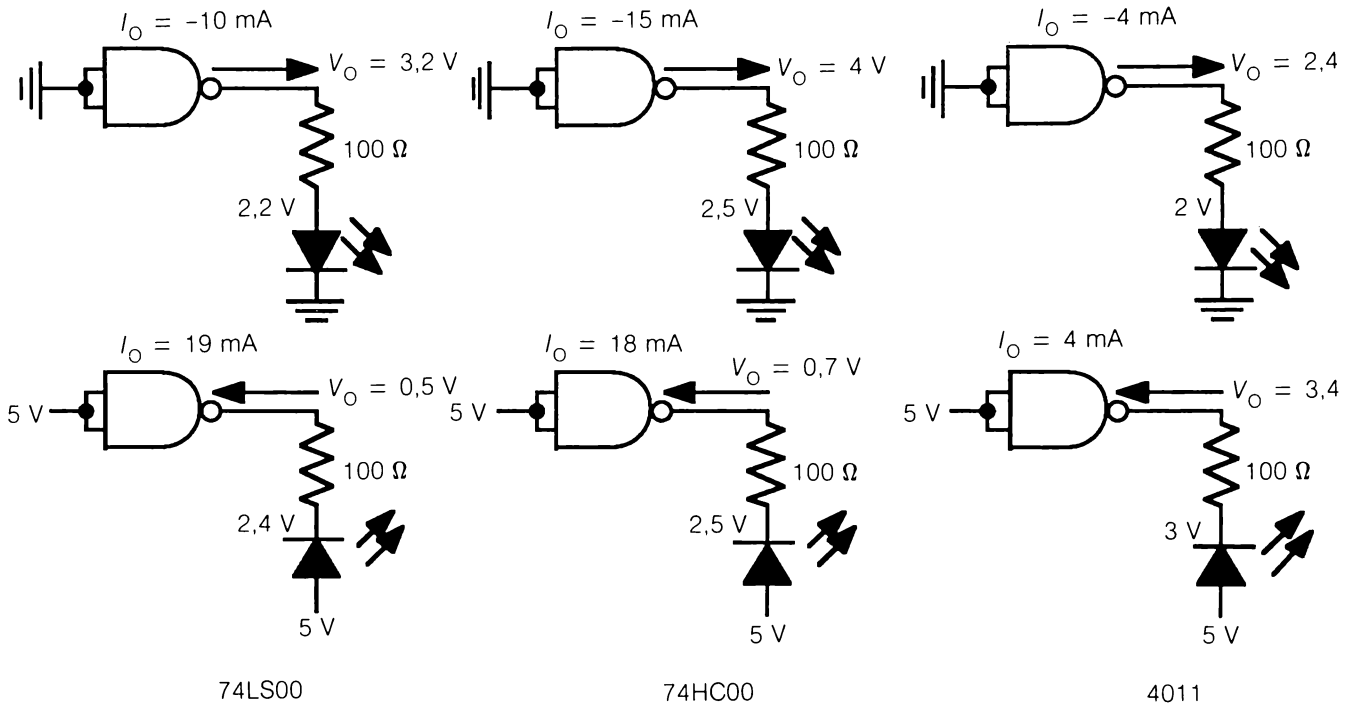 I_O = –10 mA
V_O = 3,2 V
100 Ω
2,2 V
I_O = –15 mA
V_O = 4 V
100 Ω
2,5 V
I_O = –4 mA
V_O = 2,4
100 Ω
2 V
I_O = 19 mA
V_O = 0,5 V
5 V
100 Ω
2,4 V
5 V
I_O = 18 mA
V_O = 0,7 V
5 V
100 Ω
2,5 V
5 V
I_O = 4 mA
V_O = 3,4
5 V
100 Ω
3 V
5 V
74LS00
74HC00
4011